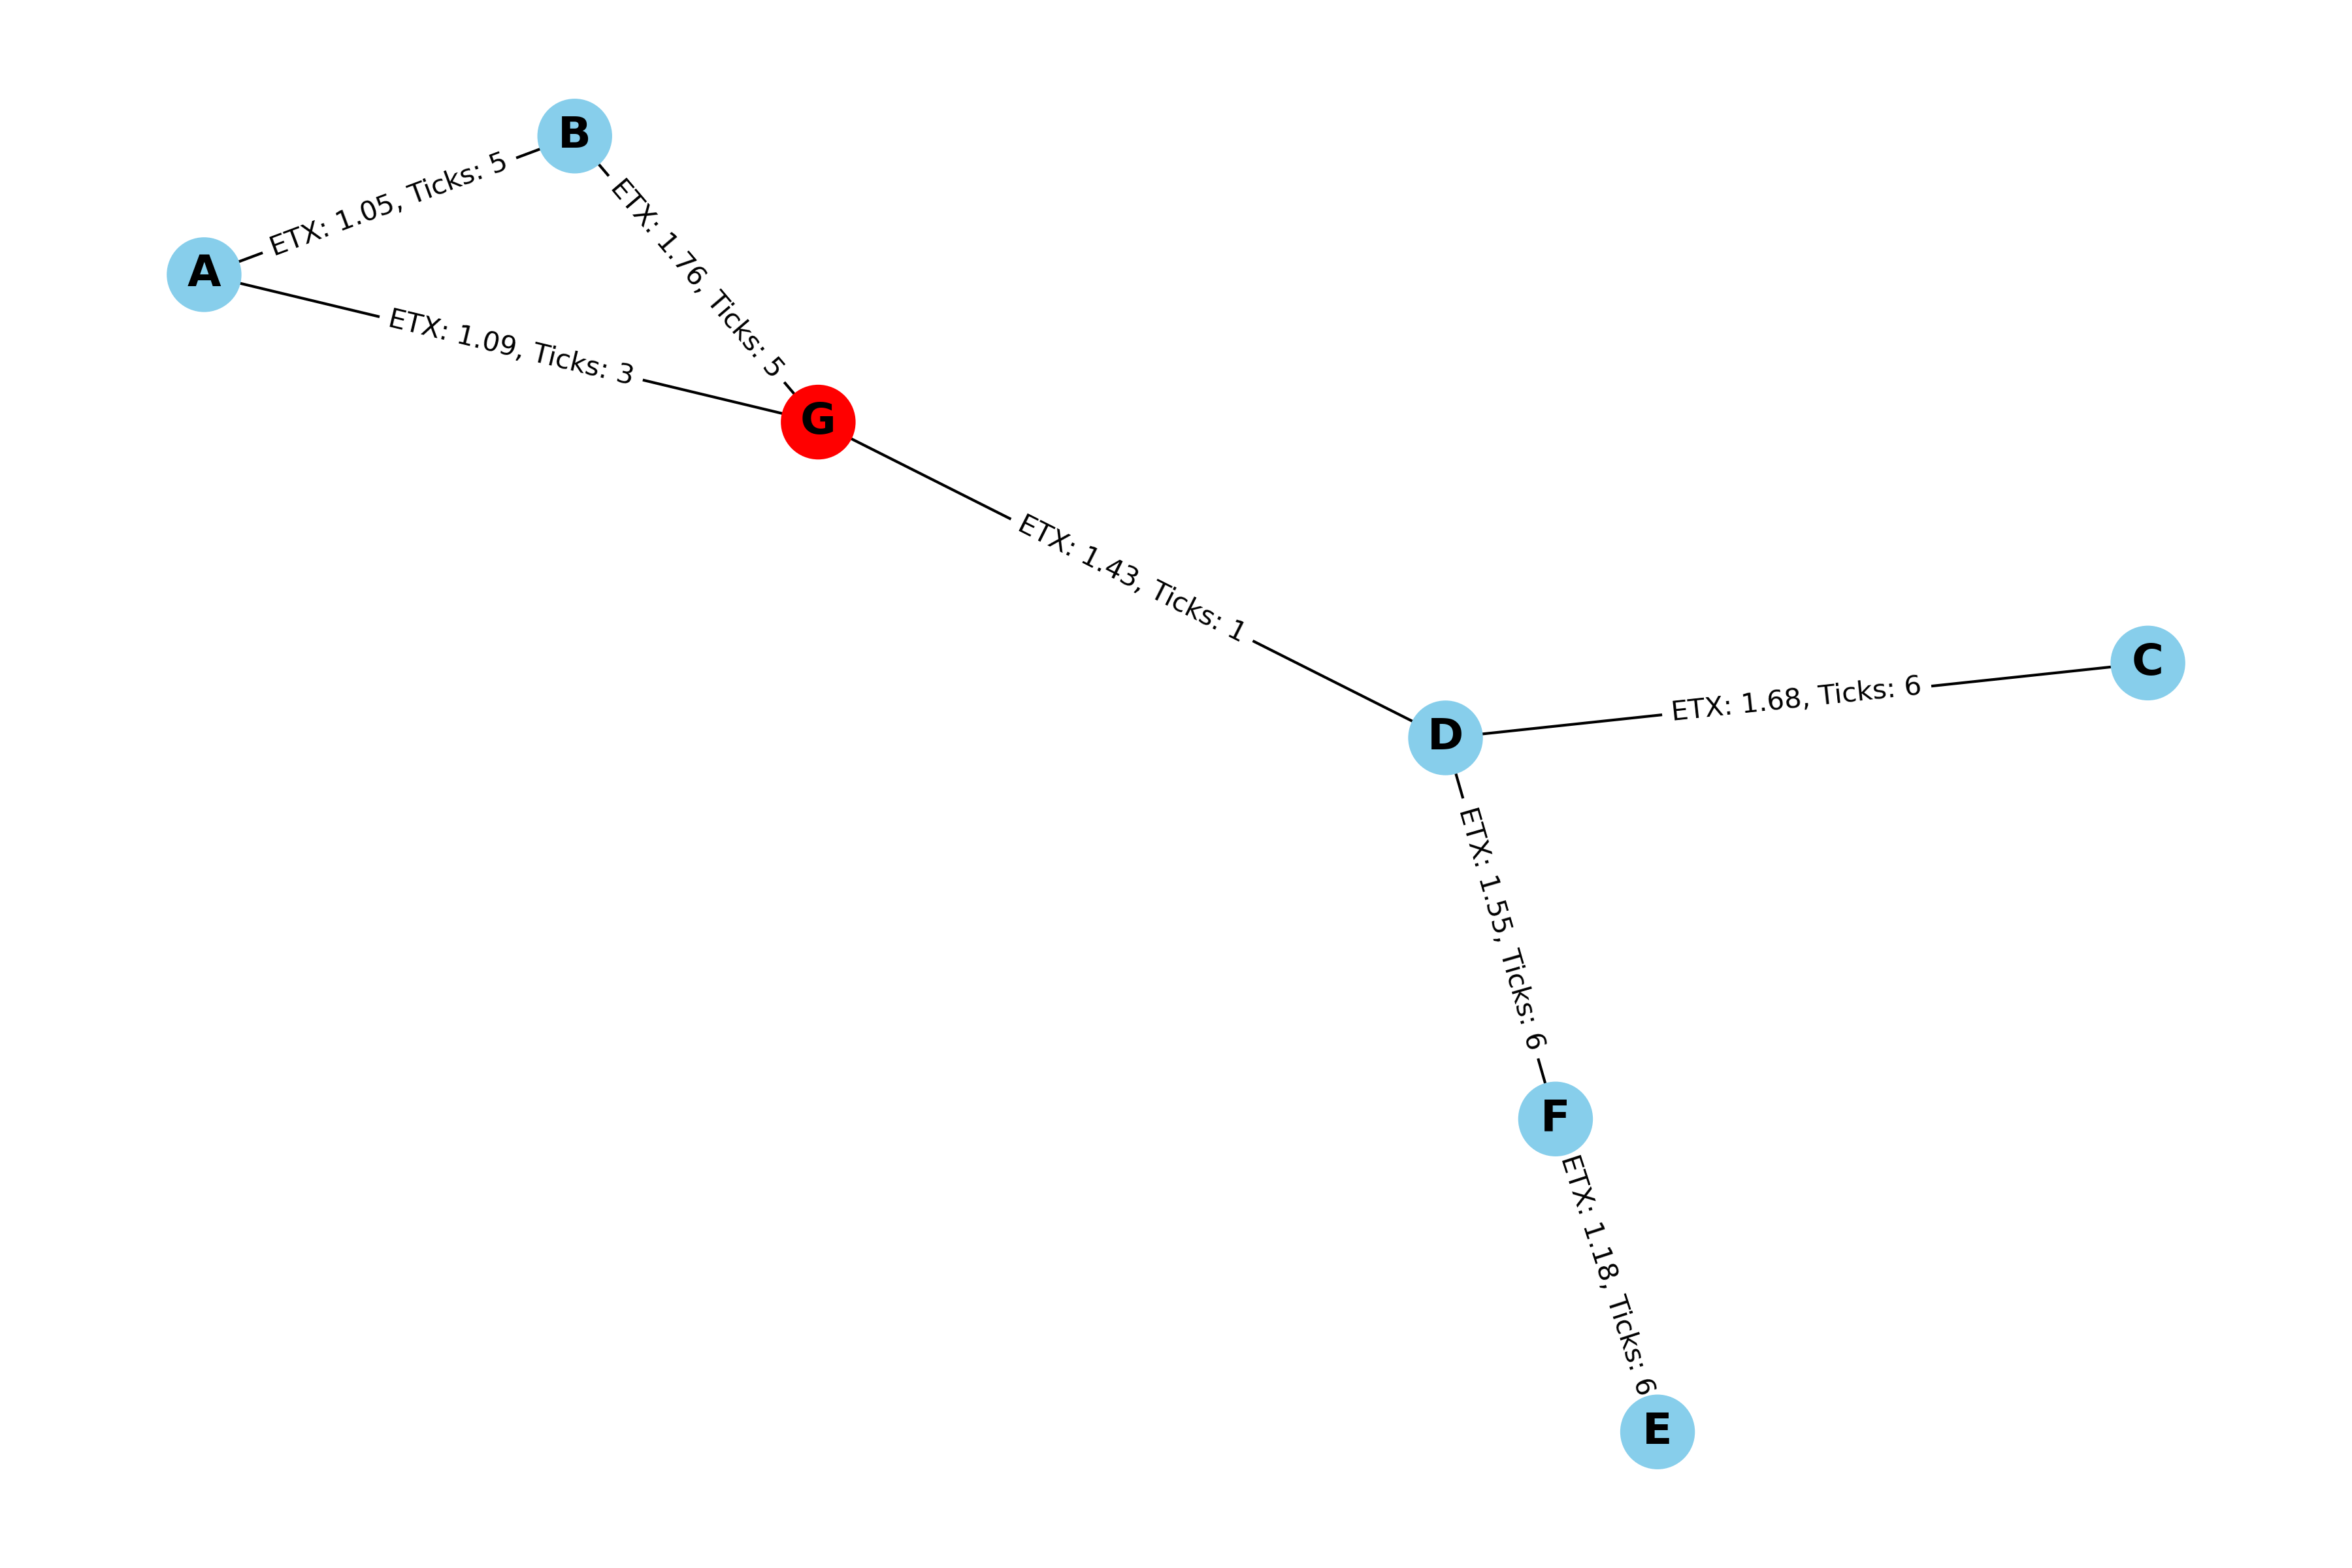 B
ETX: 1.05, Ticks: 5
A
ETX: 1.76, Ticks: 5
ETX: 1.09, Ticks: 3
G
ETX: 1.43, Ticks: 1
C
ETX: 1.68, Ticks: 6
D
ETX: 1.55, Ticks: 6
F
ETX: 1.18, Ticks: 6
E